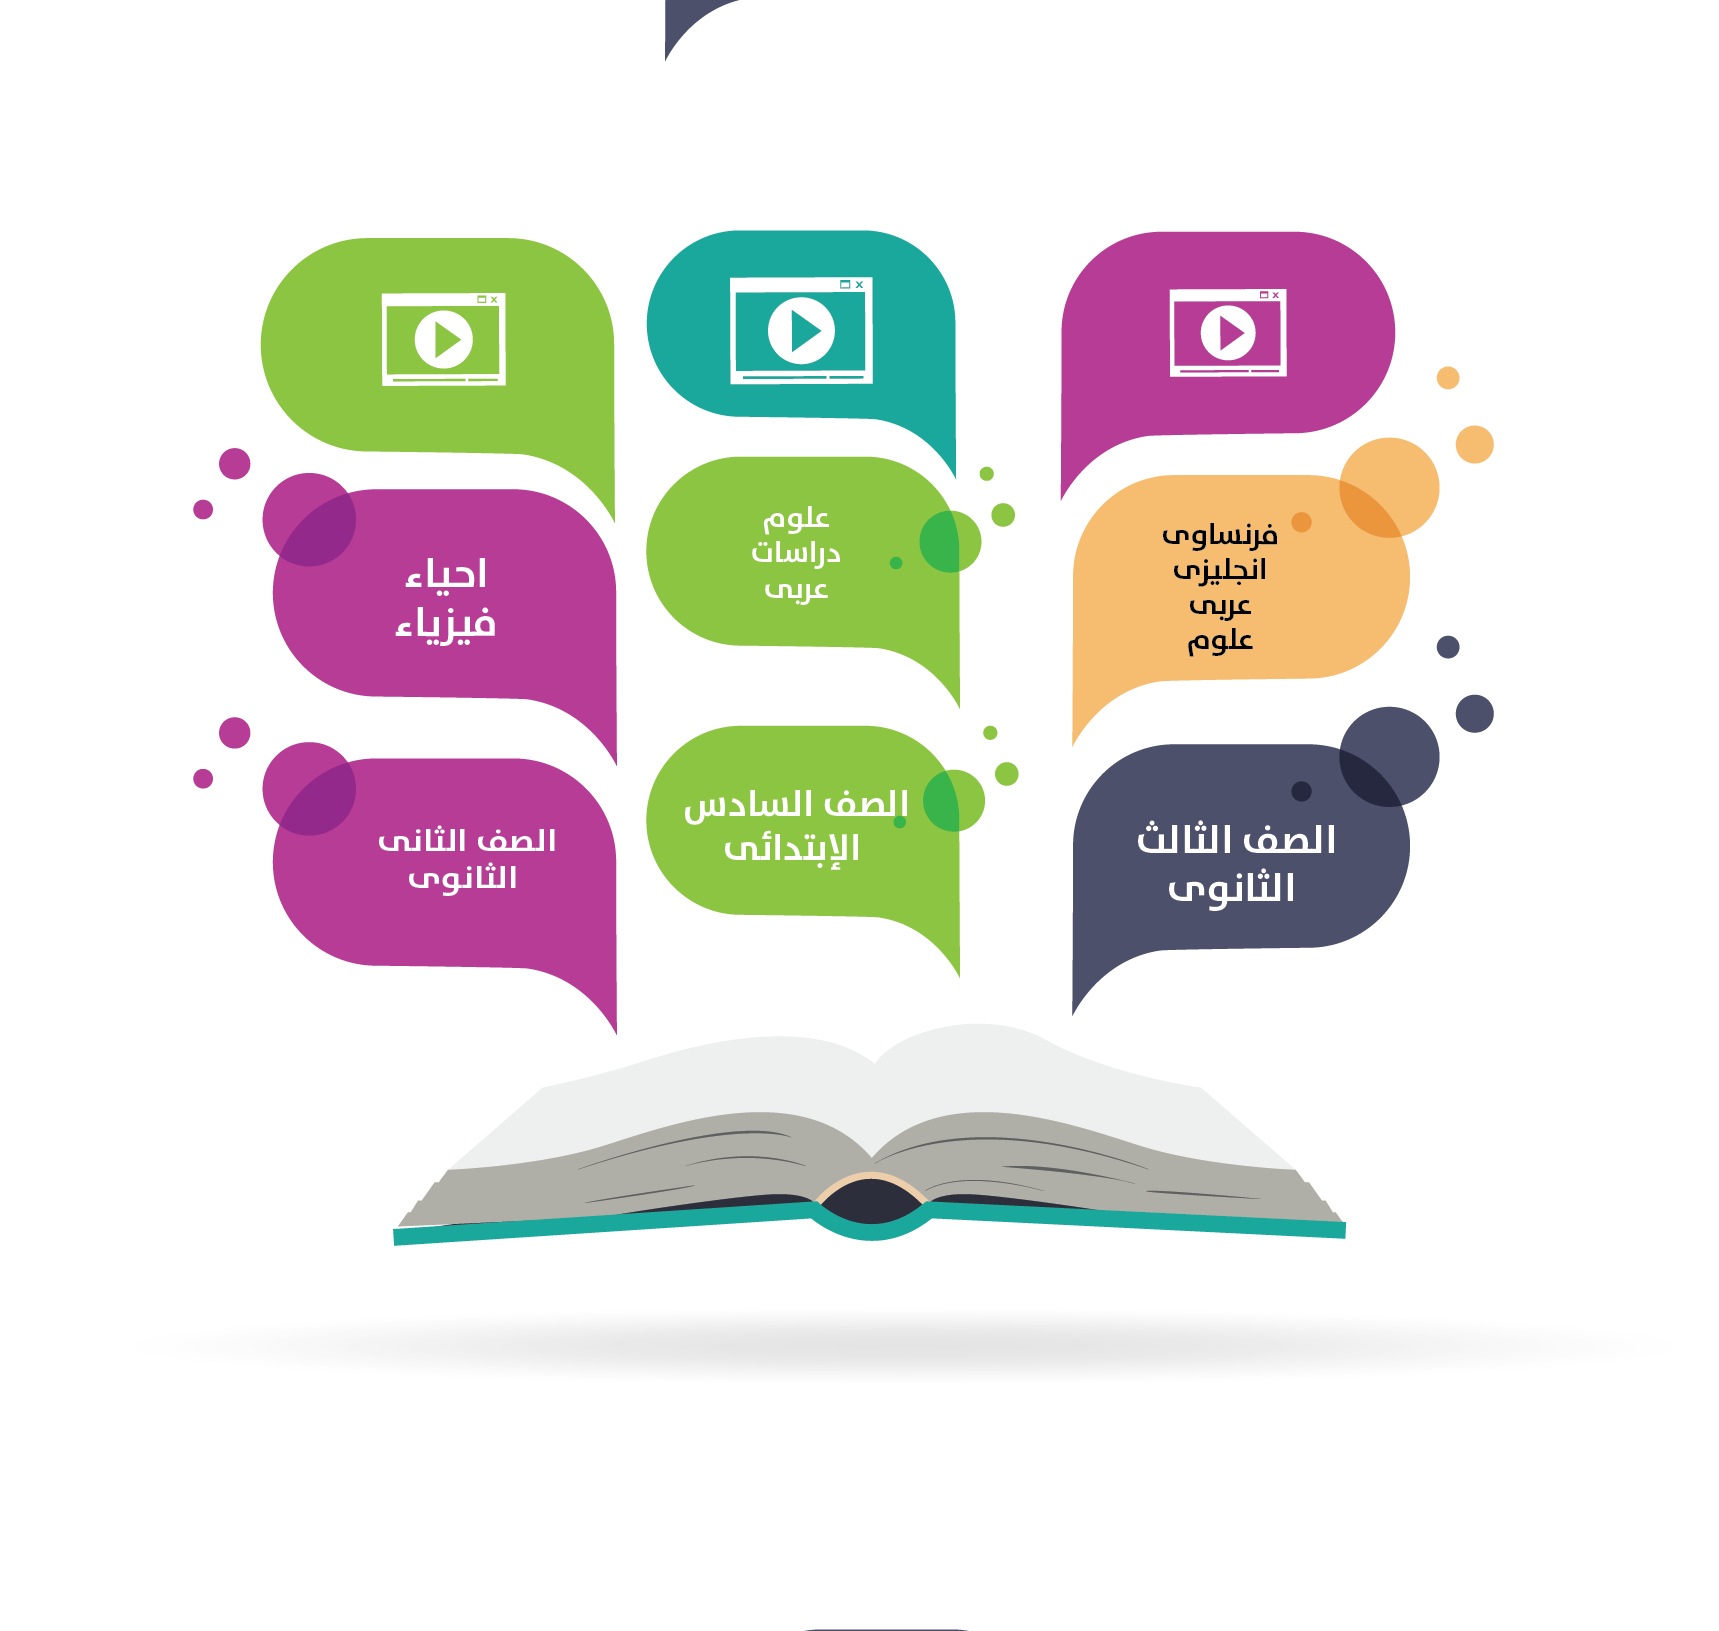 فرنساوى
انجليزى
عربى
علوم
علوم
دراسات
عربى
احياء
فيزياء
الصف الثالث
الثانوى
الصف السادس
الإبتدائى
الصف الثانى
الثانوى